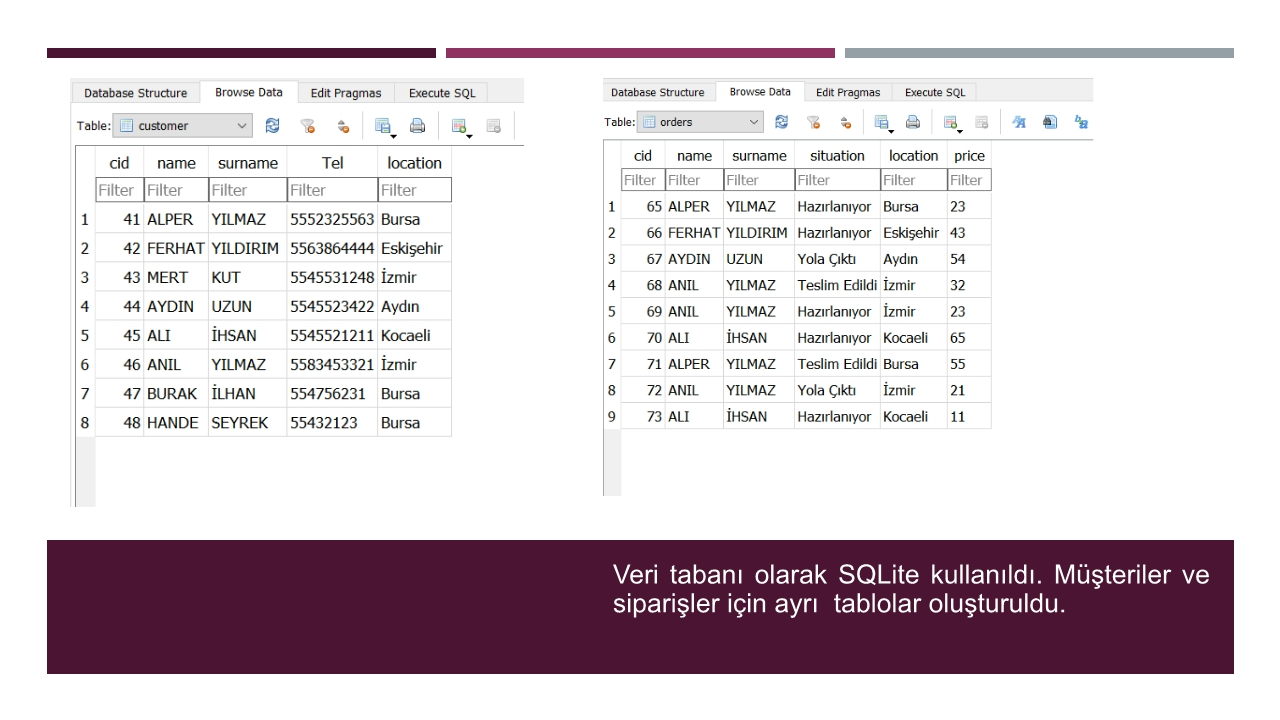 Database Structure Browse Data Edit Pragmas Execute SQL
Table: customer
cid name surname Tel location
Filter Filter Filter Filter Filter
1 41 ALPER YILMAZ 5552325563 Bursa
2 42 FERHAT YILDIRIM 5563864444 Eskişehir
3 43 MERT KUT 5545531248 İzmir
4 44 AYDIN UZUN 5545523422 Aydın
5 45 ALI İHSAN 5545521211 Kocaeli
6 46 ANIL YILMAZ 5583453321 İzmir
7 47 BURAK İLHAN 554756231 Bursa
8 48 HANDE SEYREK 55432123 Bursa
Database Structure Browse Data Edit Pragmas Execute SQL
Table: orders
cid name surname situation location price
Filter Filter Filter Filter Filter Filter
1 65 ALPER YILMAZ Hazırlanıyor Bursa 23
2 66 FERHAT YILDIRIM Hazırlanıyor Eskişehir 43
3 67 AYDIN UZUN Yola Çıktı Aydın 54
4 68 ANIL YILMAZ Teslim Edildi İzmir 32
5 69 ANIL YILMAZ Hazırlanıyor İzmir 23
6 70 ALI İHSAN Hazırlanıyor Kocaeli 65
7 71 ALPER YILMAZ Teslim Edildi Bursa 55
8 72 ANIL YILMAZ Yola Çıktı İzmir 21
9 73 ALI İHSAN Hazırlanıyor Kocaeli 11
Veri tabanı olarak SQLite kullanıldı. Müşteriler ve
siparişler için ayrı tablolar oluşturuldu.